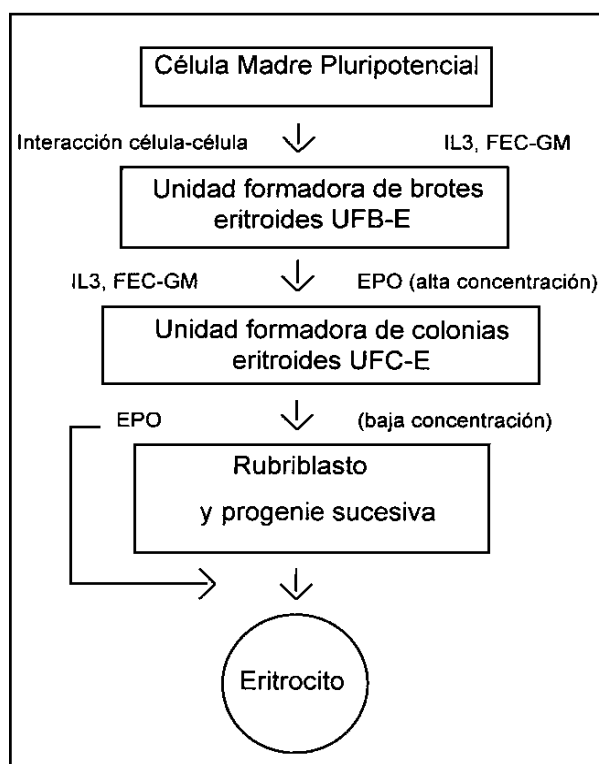 Célula Madre Pluripotencial
Interacción célula-célula IL3, FEC-GM
Unidad formadora de brotes
eritroides UFB-E
IL3, FEC-GM EPO (alta concentración)
Unidad formadora de colonias
eritroides UFC-E
EPO (baja concentración)
Rubriblasto
y progenie sucesiva
Eritrocito